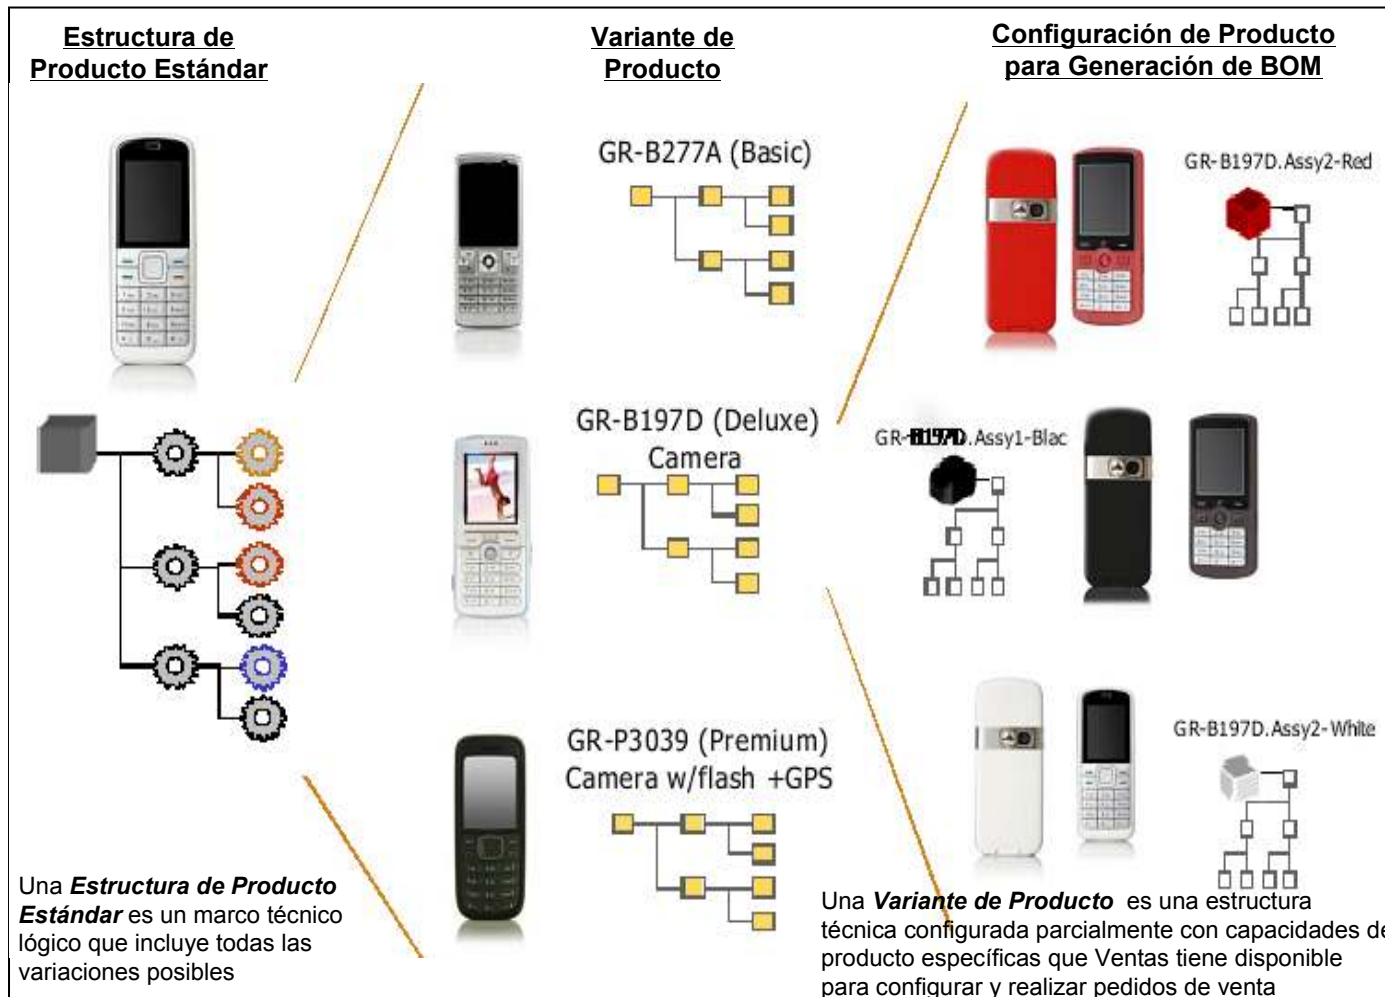 Estructura de
Producto Estándar
Variante de
Producto
Configuración de Producto
para Generación de BOM
GR-B277A (Basic)
GR-B197D.Assy2-Red
GR-B197D (Deluxe)
Camera
GR-B197D.Assy1-Blac
GR-P3039 (Premium)
Camera w/flash +GPS
GR-B197D.Assy2-White
Una Estructura de Producto
Estándar es un marco técnico
lógico que incluye todas las
variaciones posibles
Una Variante de Producto es una estructura
técnica configurada parcialmente con capacidades de
producto específicas que Ventas tiene disponible
para configurar y realizar pedidos de venta